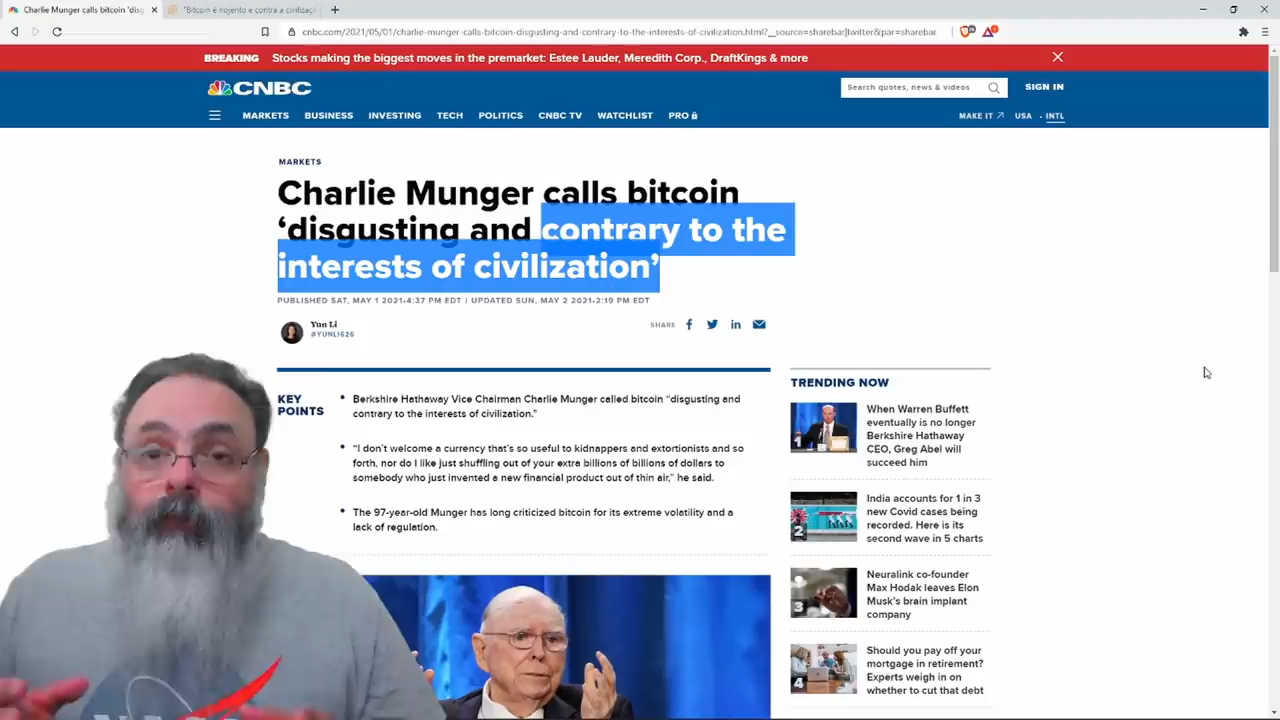 Charlie Munger calls bitcoin 'disg
"Bitcoin é nojento e contra a civilizaçã
cnbc.com/2021/05/01/charlie-munger-calls-bitcoin-disgusting-and-contrary-to-the-interests-of-civilization.html?__source=sharebar|twitter&par=sharebar
BREAKING Stocks making the biggest moves in the premarket: Estee Lauder, Meredith Corp., DraftKings & more
CNBC
Search quotes, news & videos
SIGN IN
MARKETS BUSINESS INVESTING TECH POLITICS CNBC TV WATCHLIST PRO
MAKE IT USA · INTL
MARKETS
Charlie Munger calls bitcoin
‘disgusting and contrary to the
interests of civilization’
PUBLISHED SAT, MAY 1 2021•4:37 PM EDT | UPDATED SUN, MAY 2 2021•2:19 PM EDT
Yun Li
@YUNLI626
SHARE
KEY
POINTS
Berkshire Hathaway Vice Chairman Charlie Munger called bitcoin “disgusting and
contrary to the interests of civilization.”
“I don’t welcome a currency that’s so useful to kidnappers and extortionists and so
forth, nor do I like just shuffling out of your extra billions of billions of dollars to
somebody who just invented a new financial product out of thin air,” he said.
The 97-year-old Munger has long criticized bitcoin for its extreme volatility and a
lack of regulation.
TRENDING NOW
1
When Warren Buffett
eventually is no longer
Berkshire Hathaway
CEO, Greg Abel will
succeed him
2
India accounts for 1 in 3
new Covid cases being
recorded. Here is its
second wave in 5 charts
3
Neuralink co-founder
Max Hodak leaves Elon
Musk’s brain implant
company
4
Should you pay off your
mortgage in retirement?
Experts weigh in on
whether to cut that debt